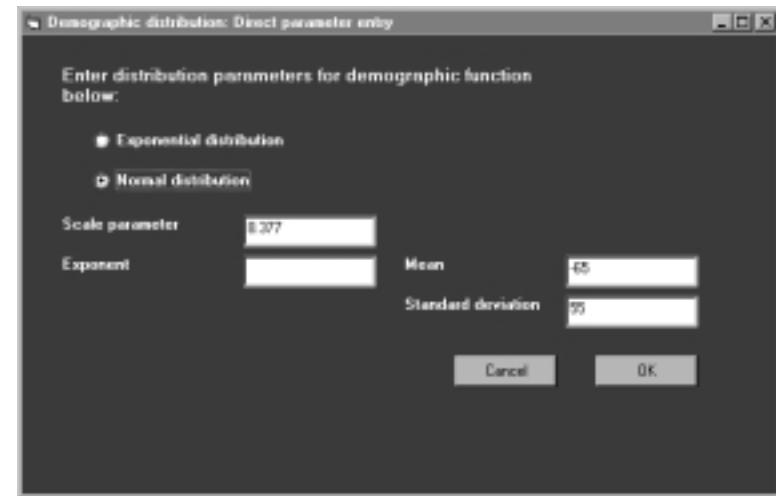 Demographic distribution: Direct parameter entry
Enter distribution parameters for demographic function
below:
Exponential distribution
Normal distribution
Scale parameter
0.377
Exponent
Mean
-65
Standard deviation
55
Cancel
OK